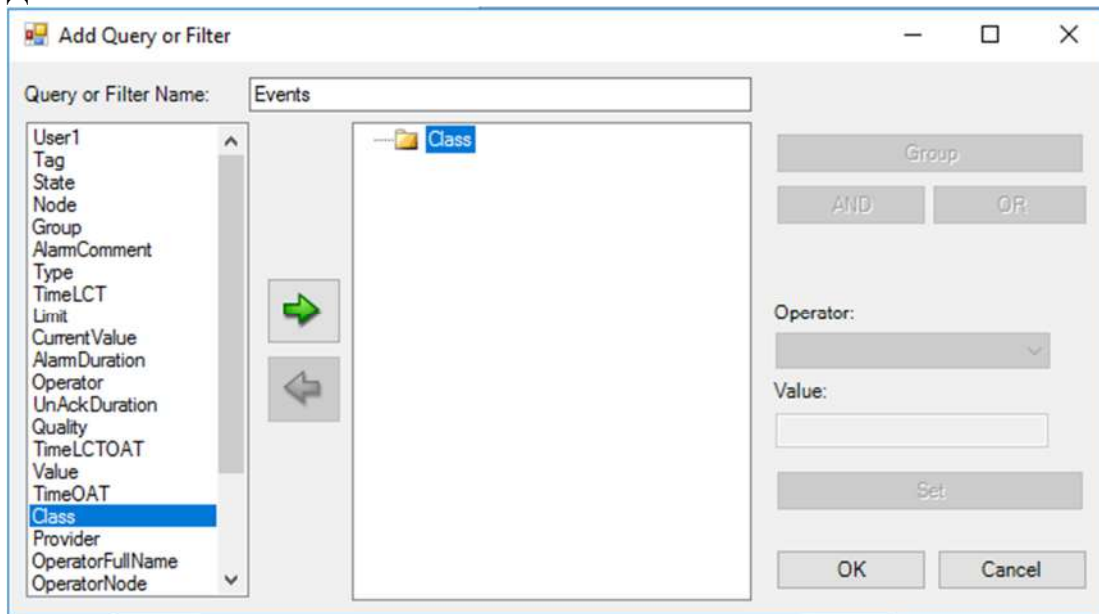 Add Query or Filter
Query or Filter Name: Events
User1
Tag
State
Node
Group
AlarmComment
Type
TimeLCT
Limit
CurrentValue
AlarmDuration
Operator
UnAckDuration
Quality
TimeLCTOAT
Value
TimeOAT
Class
Provider
OperatorFullName
OperatorNode
Class
Group
AND OR
Operator:
Value:
Set
OK Cancel